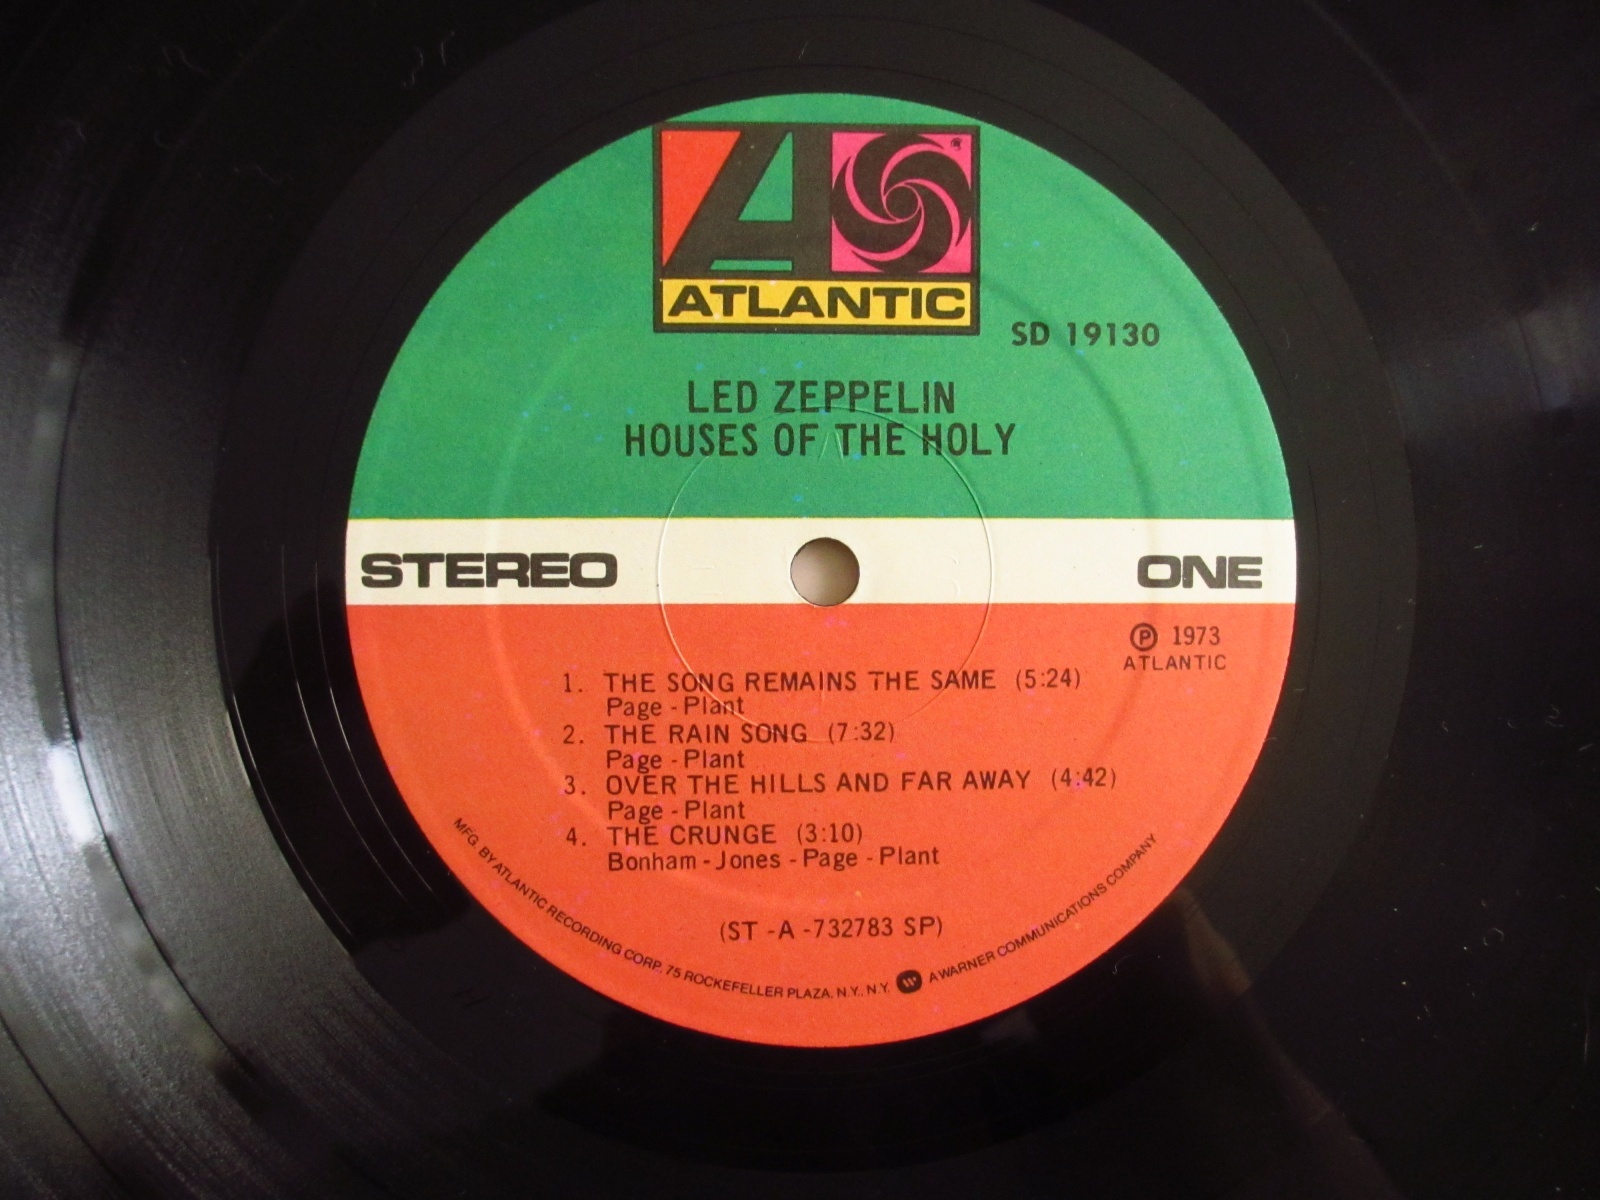 ATLANTIC
SD 19130
LED ZEPPELIN
HOUSES OF THE HOLY
STEREO
ONE
℗ 1973
ATLANTIC
1. THE SONG REMAINS THE SAME (5:24)
Page - Plant
2. THE RAIN SONG (7:32)
Page - Plant
3. OVER THE HILLS AND FAR AWAY (4:42)
Page - Plant
4. THE CRUNGE (3:10)
Bonham - Jones - Page - Plant
(ST -A -732783 SP)
MFG. BY ATLANTIC RECORDING CORP. 75 ROCKEFELLER PLAZA. N.Y., N.Y. A WARNER COMMUNICATIONS COMPANY